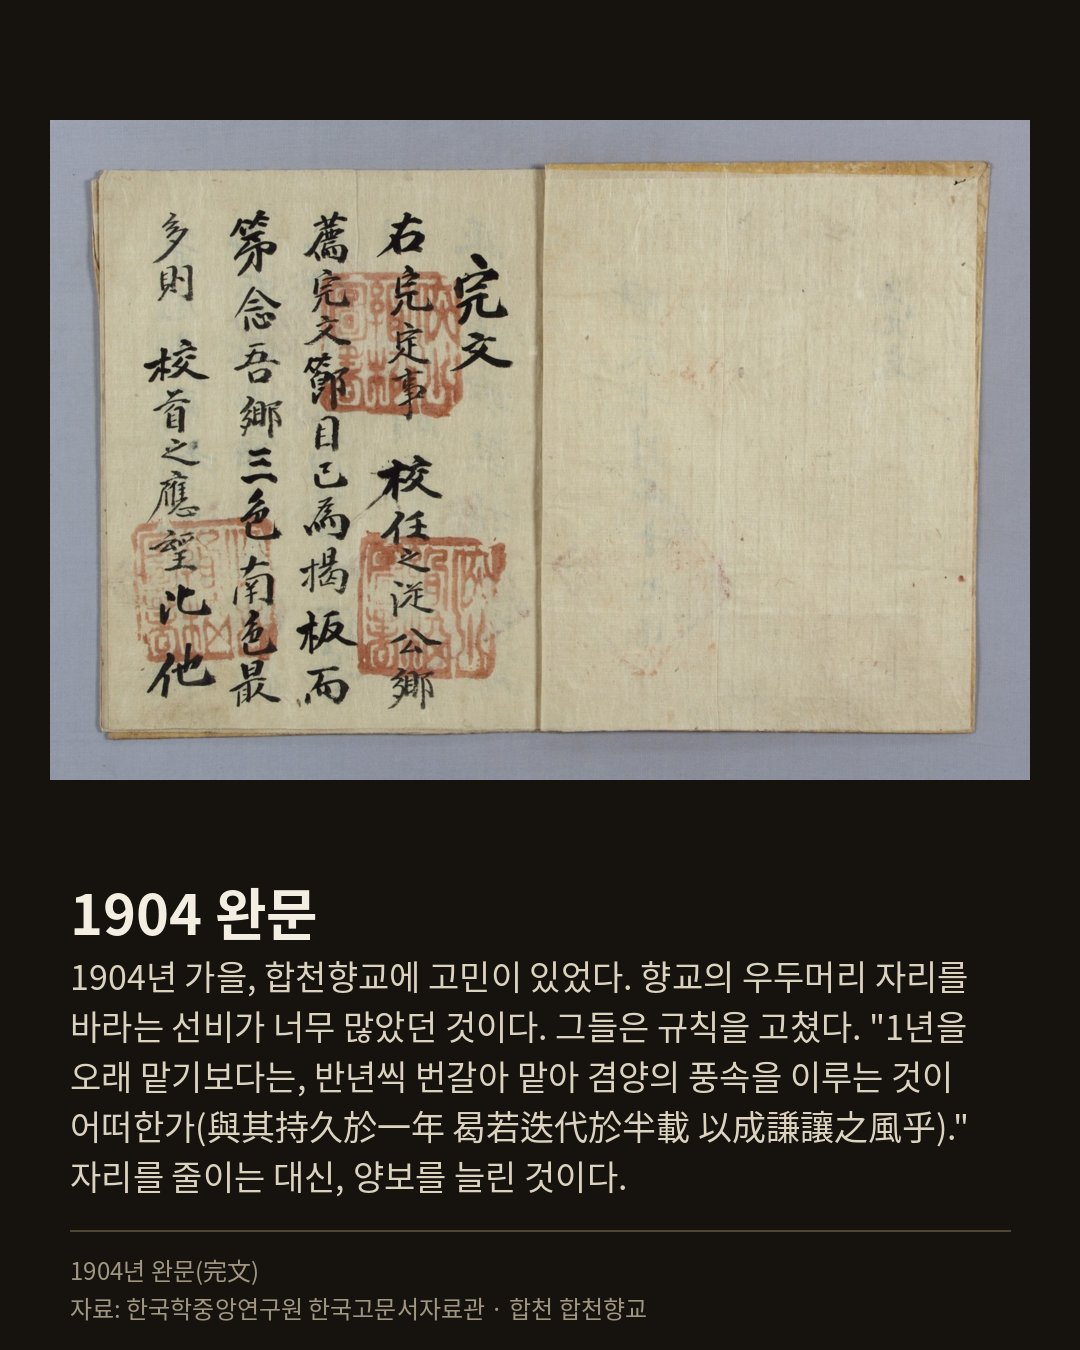 完文
右完定事 校任之從公鄉
薦完文節目已爲揭板而
第念吾鄉三色南色最
多則 校首之應望比他
1904 완문
1904년 가을, 합천향교에 고민이 있었다. 향교의 우두머리 자리를
바라는 선비가 너무 많았던 것이다. 그들은 규칙을 고쳤다. "1년을
오래 맡기보다는, 반년씩 번갈아 맡아 겸양의 풍속을 이루는 것이
어떠한가(與其持久於一年 曷若迭代於半載 以成謙讓之風乎)."
자리를 줄이는 대신, 양보를 늘린 것이다.
1904년 완문(完文)
자료: 한국학중앙연구원 한국고문서자료관 · 합천 합천향교